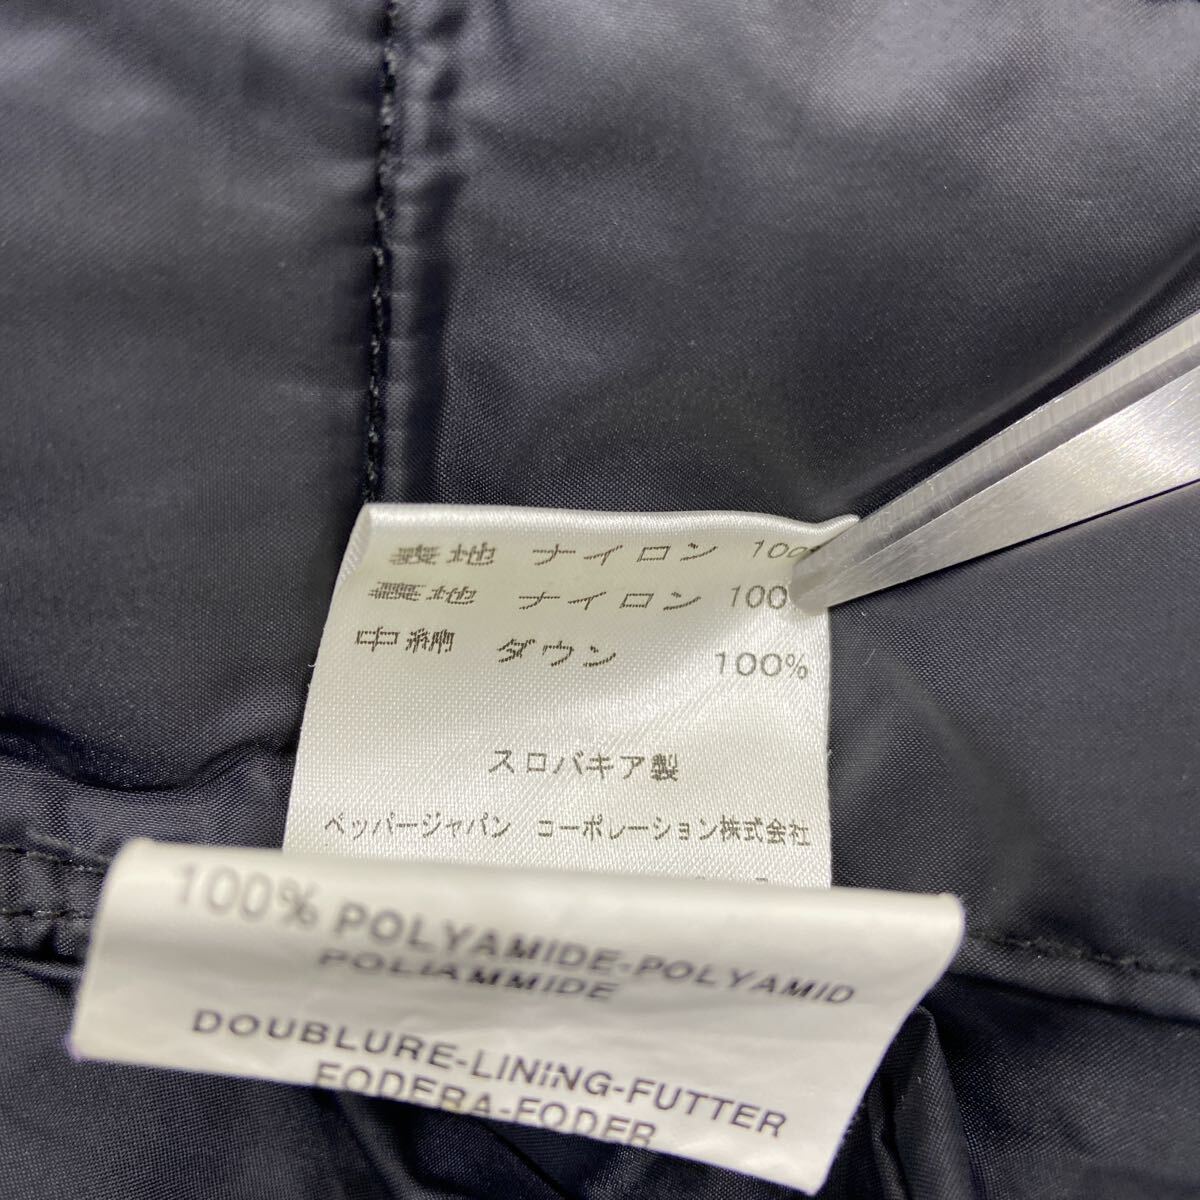 表地 ナイロン 100%
裏地 ナイロン 100%
中綿 ダウン 100%
スロバキア製
ペッパージャパン コーポレーション株式会社
100% POLYAMIDE-POLYAMID
POLIAMMIDE
DOUBLURE-LINING-FUTTER
FODERA-FODER